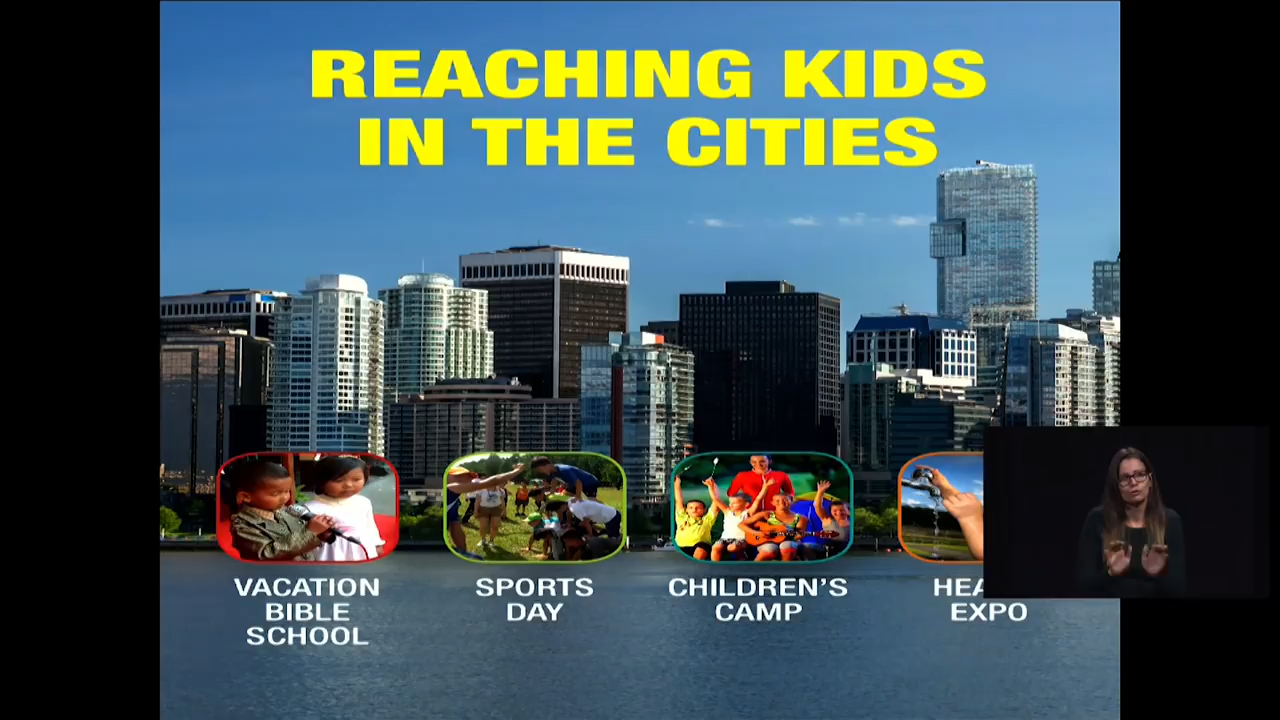 REACHING KIDS
IN THE CITIES
VACATION
BIBLE
SCHOOL
SPORTS
DAY
CHILDREN'S
CAMP
EXPO